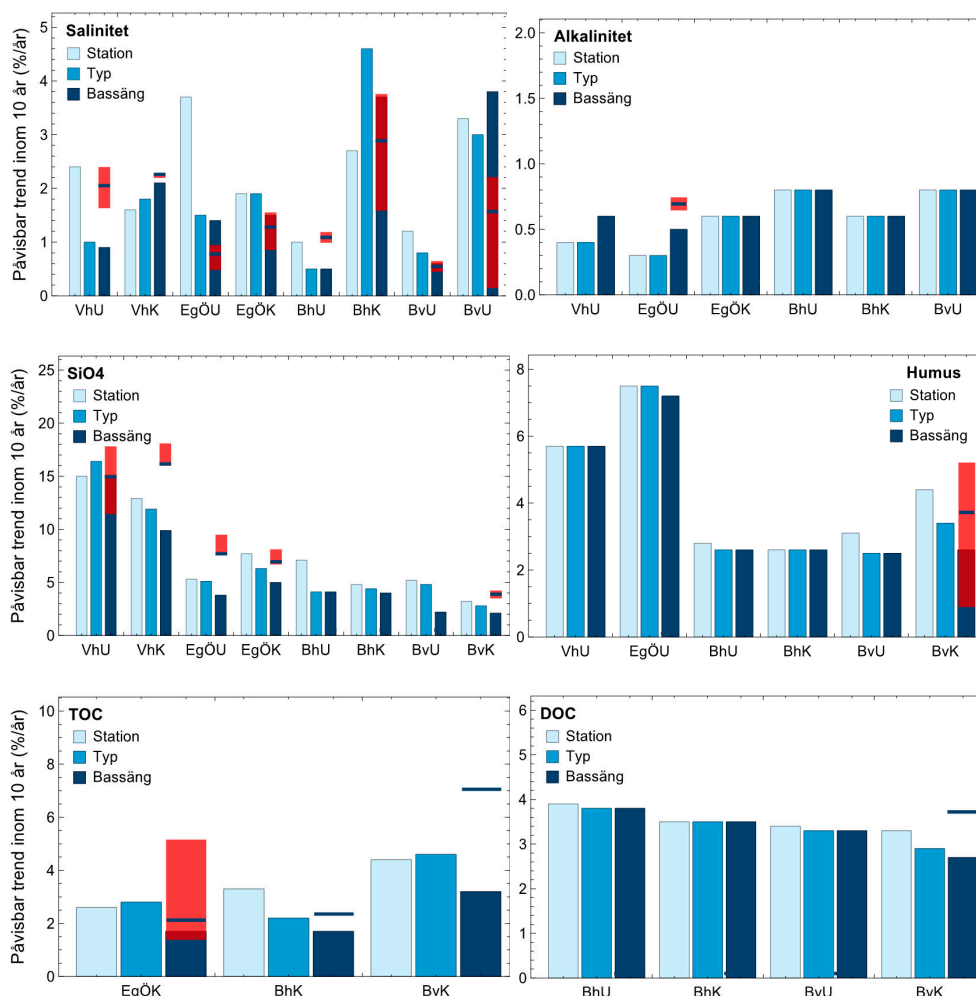 Påvisbar trend inom 10 år (%/år)
Salinitet
Station
Typ
Bassäng
5
4
3
2
1
0
VhU VhK EgÖU EgÖK BhU BhK BvU BvU
Alkalinitet
Station
Typ
Bassäng
2.0
1.5
1.0
0.5
0.0
VhU EgÖU EgÖK BhU BhK BvU
Påvisbar trend inom 10 år (%/år)
SiO4
Station
Typ
Bassäng
25
20
15
10
5
0
VhU VhK EgÖU EgÖK BhU BhK BvU BvK
Humus
Station
Typ
Bassäng
8
6
4
2
0
VhU EgÖU BhU BhK BvU BvK
Påvisbar trend inom 10 år (%/år)
TOC
Station
Typ
Bassäng
10
8
6
4
2
0
EgÖK BhK BvK
DOC
Station
Typ
Bassäng
6
5
4
3
2
1
0
BhU BhK BvU BvK